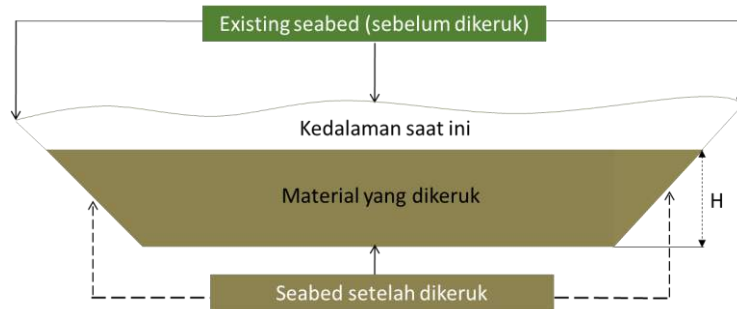 Existing seabed (sebelum dikeruk)
Kedalaman saat ini
Material yang dikeruk
H
Seabed setelah dikeruk